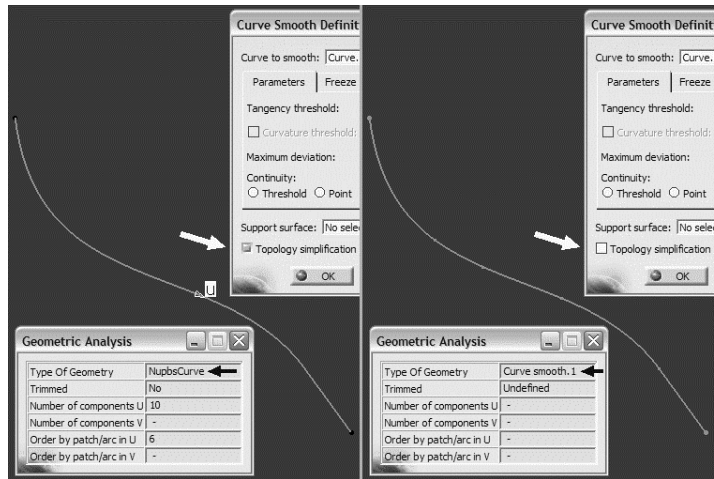 Curve Smooth Definit
Curve to smooth: Curve.
Parameters Freeze
Tangency threshold:
Curvature threshold:
Maximum deviation:
Continuity:
Threshold Point
Support surface: No selec
Topology simplification
OK
U
Geometric Analysis
Type Of Geometry NupbsCurve
Trimmed No
Number of components U 10
Number of components V -
Order by patch/arc in U 6
Order by patch/arc in V -
Curve Smooth Definit
Curve to smooth: Curve.
Parameters Freeze
Tangency threshold:
Curvature threshold:
Maximum deviation:
Continuity:
Threshold Point
Support surface: No selec
Topology simplification
OK
Geometric Analysis
Type Of Geometry Curve smooth.1
Trimmed Undefined
Number of components U -
Number of components V -
Order by patch/arc in U -
Order by patch/arc in V -